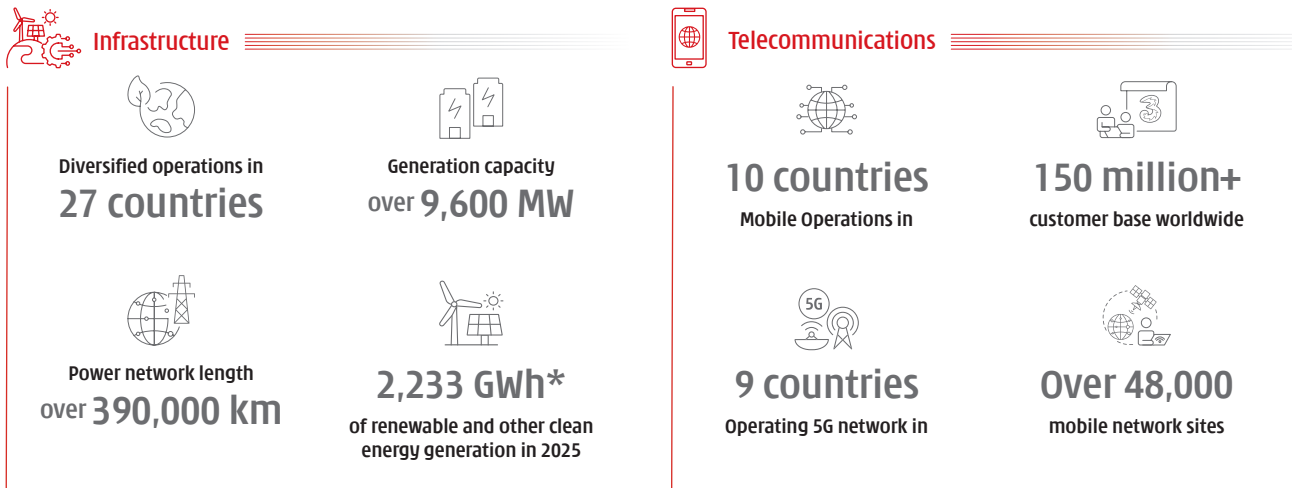 Infrastructure
Diversified operations in
27 countries
Generation capacity
over 9,600 MW
Power network length
over 390,000 km
2,233 GWh*
of renewable and other clean
energy generation in 2025
Telecommunications
10 countries
Mobile Operations in
3
150 million+
customer base worldwide
5G
9 countries
Operating 5G network in
Over 48,000
mobile network sites